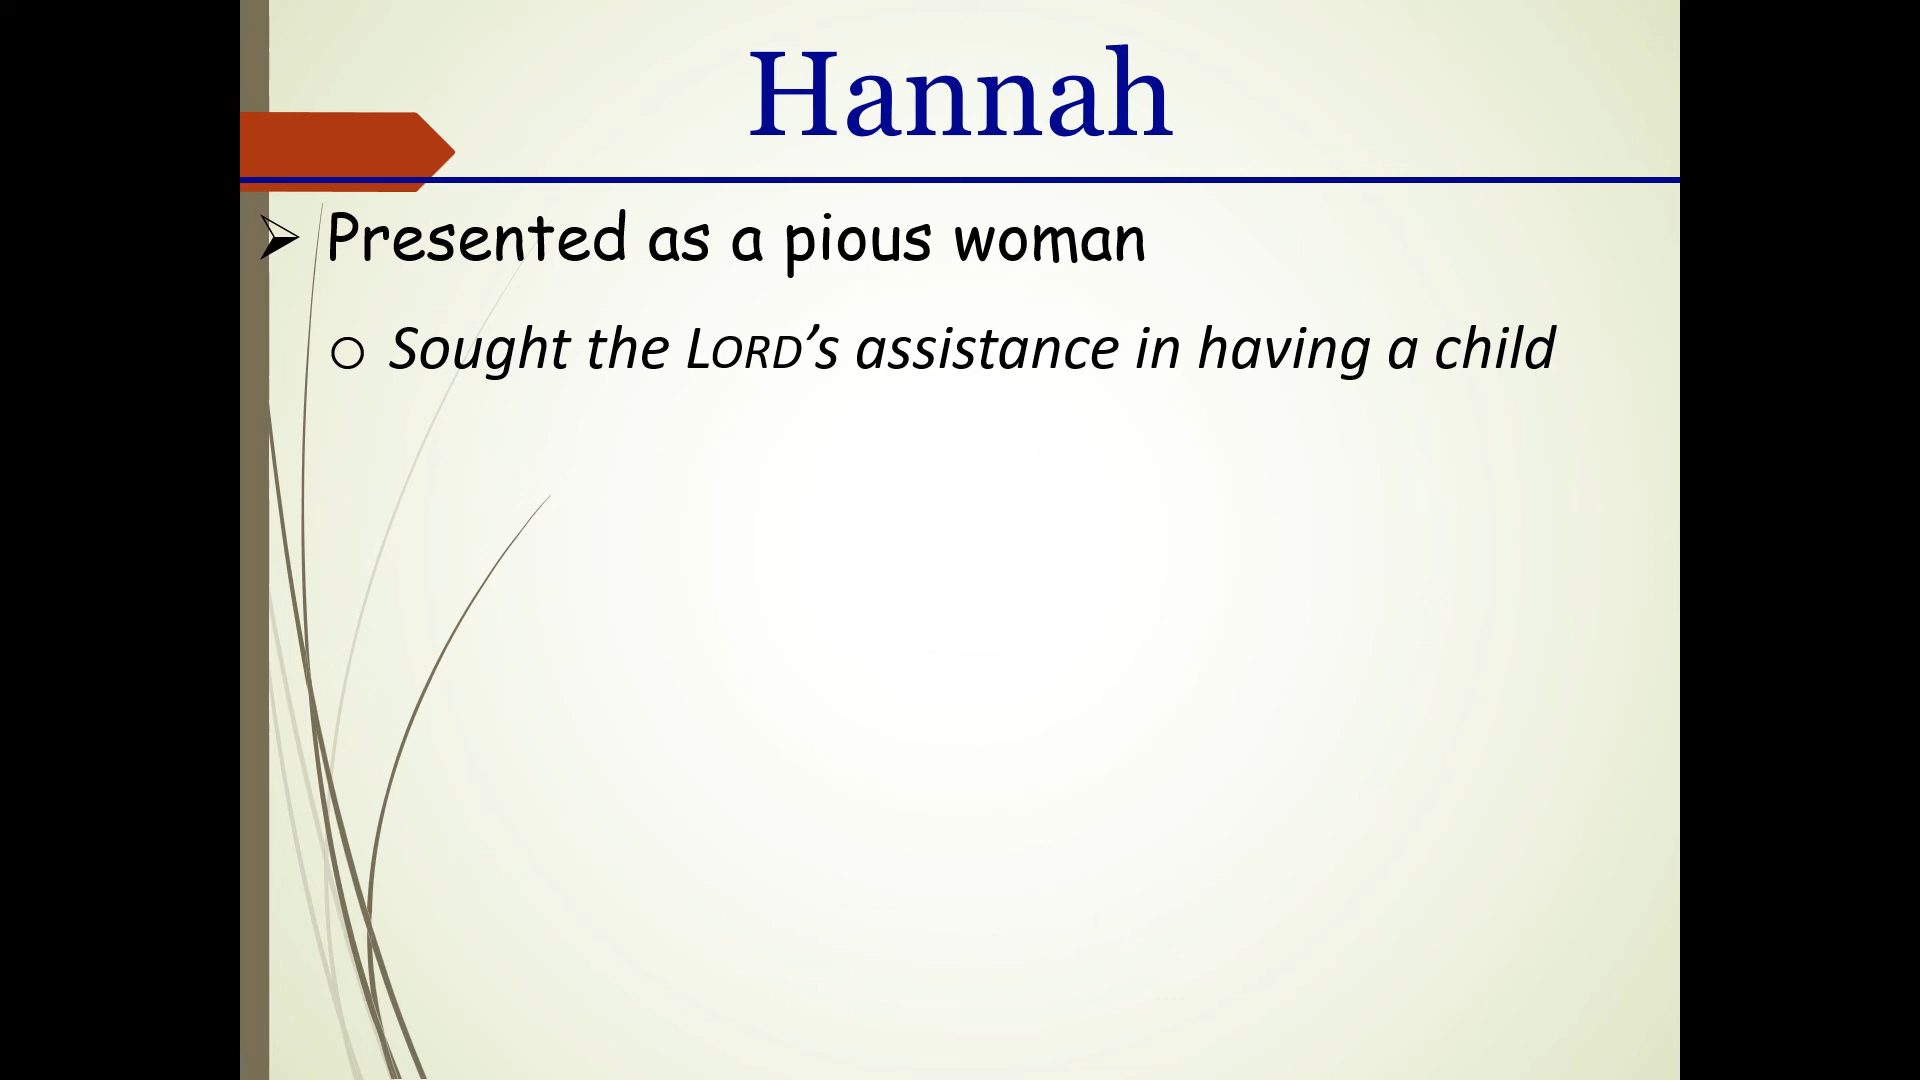 Hannah
Presented as a pious woman
Sought the LORD’s assistance in having a child